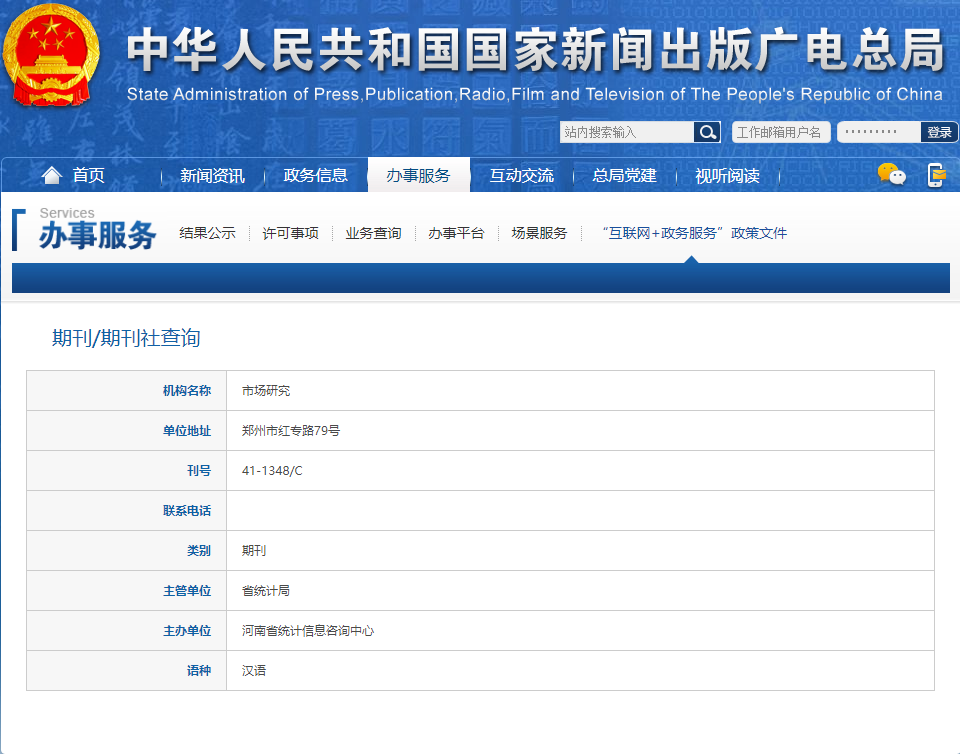 中华人民共和国国家新闻出版广电总局
State Administration of Press,Publication,Radio,Film and Television of The People's Republic of China
站内搜索输入 工作邮箱用户名 ········· 登录
首页 新闻资讯 政务信息 办事服务 互动交流 总局党建 视听阅读
Services
办事服务 结果公示 许可事项 业务查询 办事平台 场景服务 “互联网+政务服务”政策文件
期刊/期刊社查询
机构名称 市场研究
单位地址 郑州市红专路79号
刊号 41-1348/C
联系电话
类别 期刊
主管单位 省统计局
主办单位 河南省统计信息咨询中心
语种 汉语